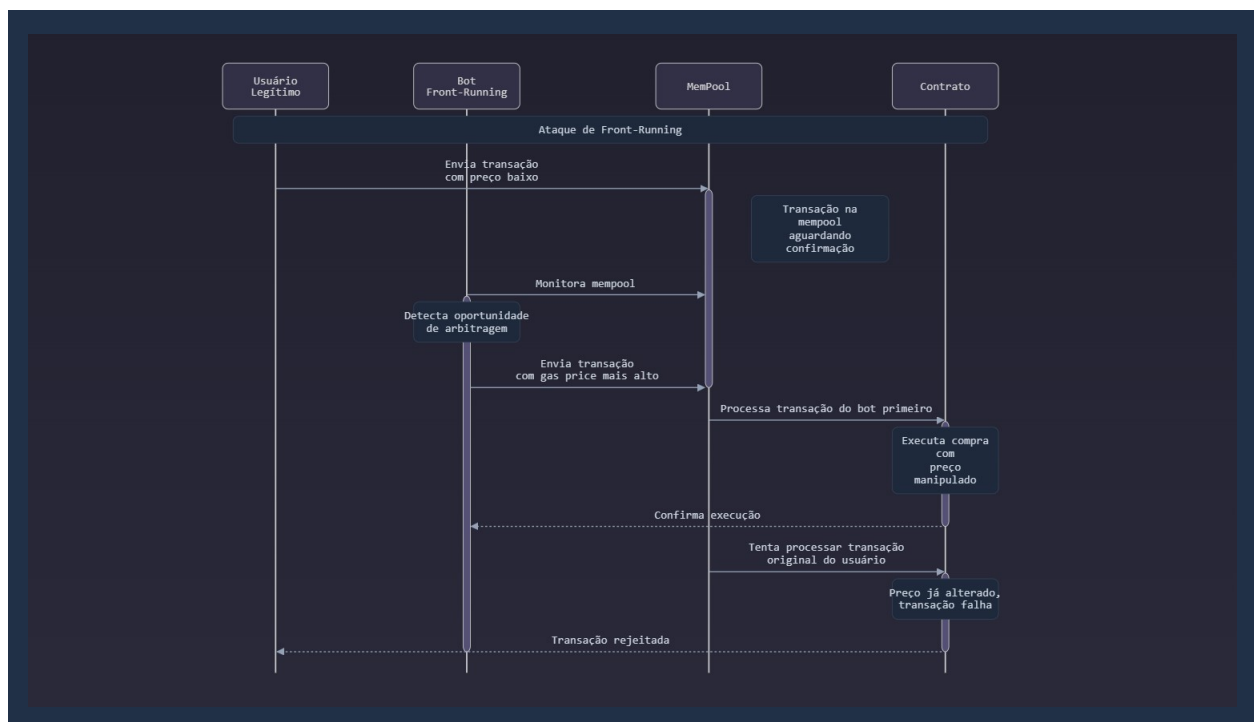 Usuário
Legítimo
Bot
Front-Running
MemPool
Contrato
Ataque de Front-Running
Envia transação
com preço baixo
Transação na
mempool
aguardando
confirmação
Monitora mempool
Detecta oportunidade
de arbitragem
Envia transação
com gas price mais alto
Processa transação do bot primeiro
Executa compra
com
preço
manipulado
Confirma execução
Tenta processar transação
original do usuário
Preço já alterado,
transação falha
Transação rejeitada